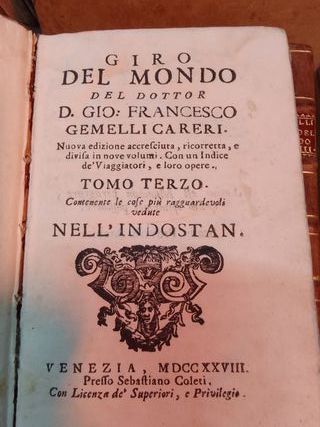 GIRO
DEL MONDO
DEL DOTTOR
D. GIO: FRANCESCO
GEMELLI CARERI.
Nuova edizione accresciuta, ricorretta, e
divisa in nove volumi. Con un Indice
de' Viaggiatori, e loro opere.
TOMO TERZO.
Contenente le cose più ragguardevoli
vedute
NELL'INDOSTAN.
VENEZIA, MDCCXXVIII.
Presso Sebastiano Coleti.
Con Licenza de' Superiori, e Privilegio.